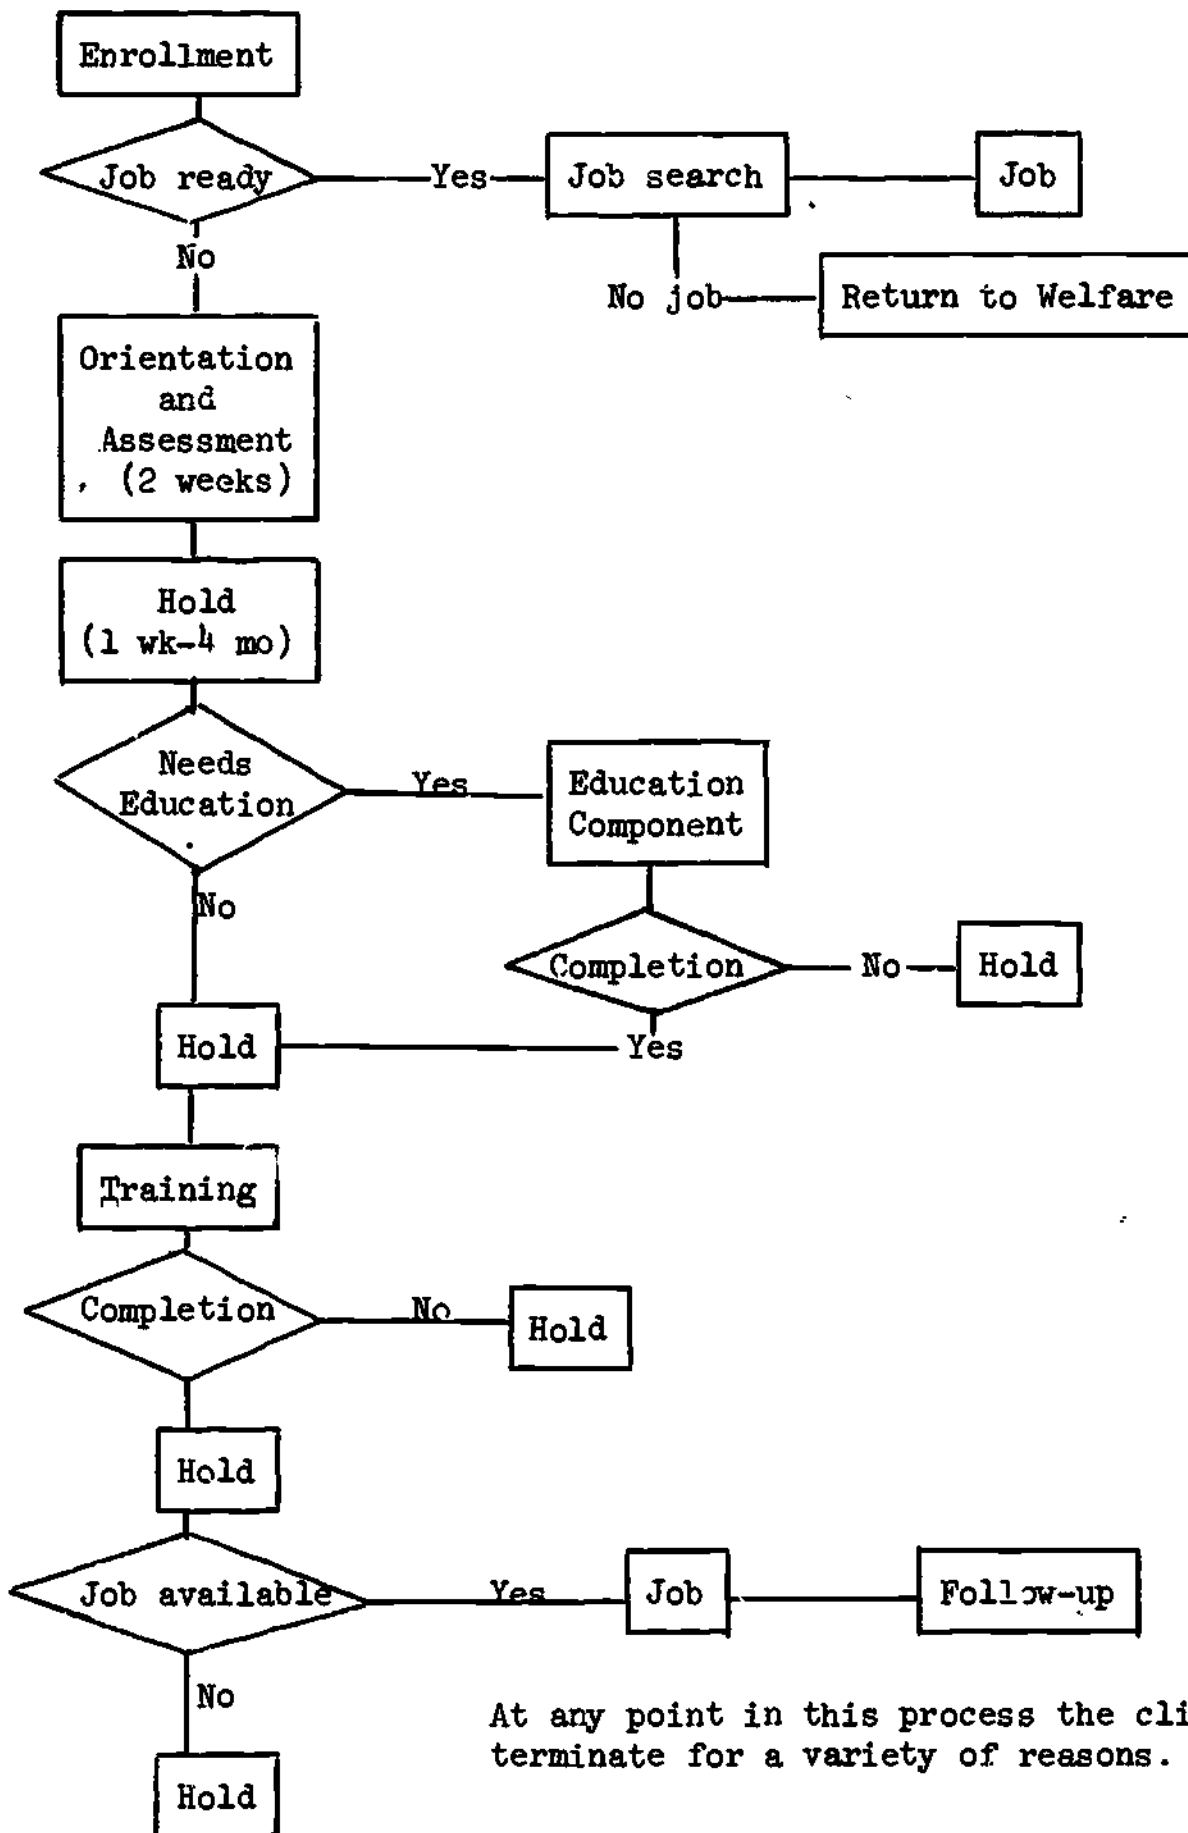 Enrollment
Job ready
Yes
Job search
Job
No
No job
Return to Welfare
Orientation
and
Assessment
(2 weeks)
Hold
(1 wk-4 mo)
Needs
Education
Yes
Education
Component
No
Completion
No
Hold
Hold
Yes
Training
Completion
No
Hold
Hold
Job available
Yes
Job
Follow-up
No
At any point in this process the cli
terminate for a variety of reasons.
Hold